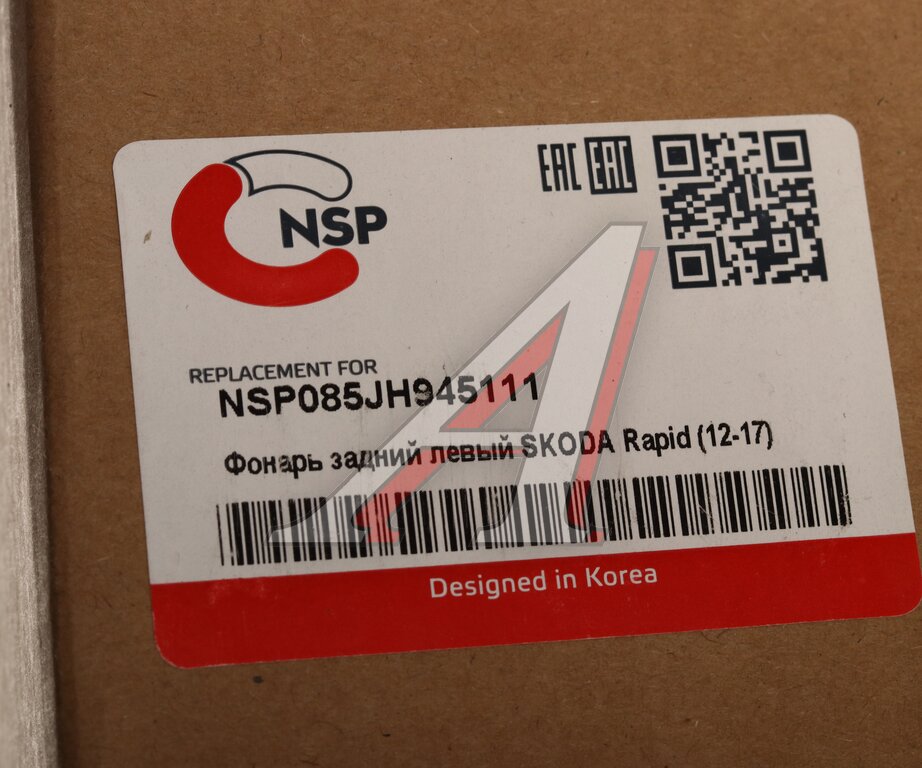 EAC EAC
NSP
REPLACEMENT FOR
NSP085JH945111
Фонарь задний левый SKODA Rapid (12-17)
Designed in Korea